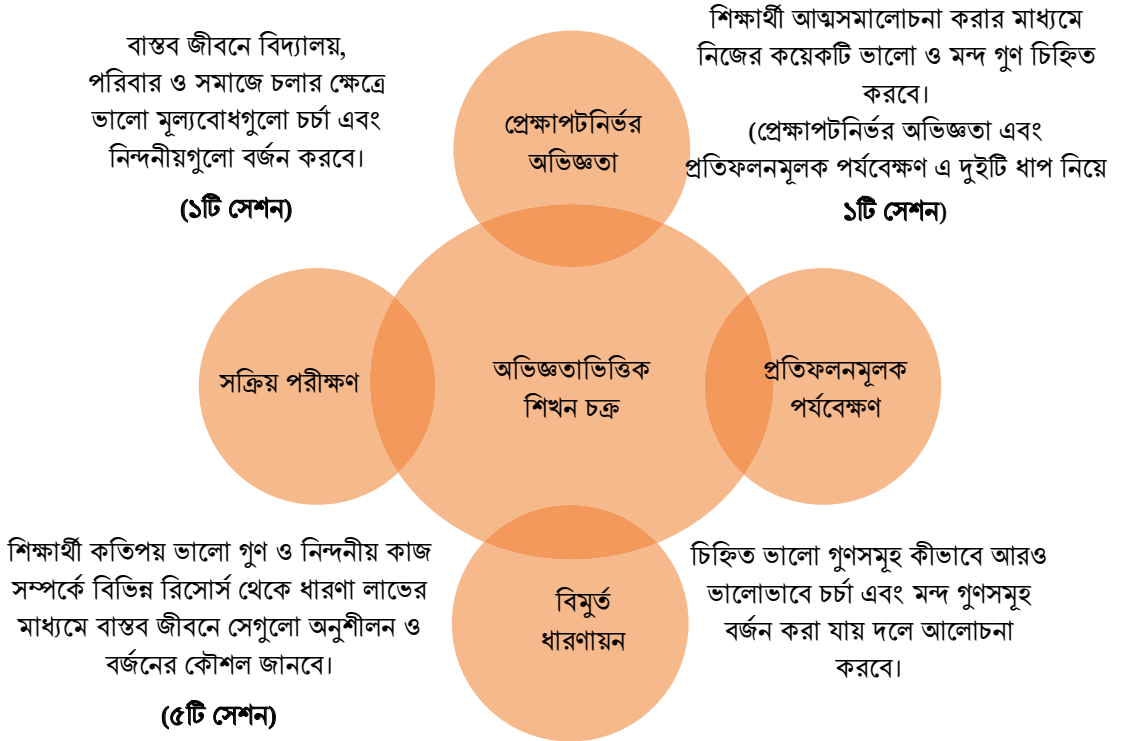 বাস্তব জীবনে বিদ্যালয়,
পরিবার ও সমাজে চলার ক্ষেত্রে
ভালো মূল্যবোধগুলো চর্চা এবং
নিন্দনীয়গুলো বর্জন করবে।
(১টি সেশন)
প্রেক্ষাপটনির্ভর
অভিজ্ঞতা
শিক্ষার্থী আত্মসমালোচনা করার মাধ্যমে
নিজের কয়েকটি ভালো ও মন্দ গুণ চিহ্নিত
করবে।
(প্রেক্ষাপটনির্ভর অভিজ্ঞতা এবং
প্রতিফলনমূলক পর্যবেক্ষণ এ দুইটি ধাপ নিয়ে
১টি সেশন)
সক্রিয় পরীক্ষণ
অভিজ্ঞতাভিত্তিক
শিখন চক্র
প্রতিফলনমূলক
পর্যবেক্ষণ
শিক্ষার্থী কতিপয় ভালো গুণ ও নিন্দনীয় কাজ
সম্পর্কে বিভিন্ন রিসোর্স থেকে ধারণা লাভের
মাধ্যমে বাস্তব জীবনে সেগুলো অনুশীলন ও
বর্জনের কৌশল জানবে।
(৫টি সেশন)
বিমুর্ত
ধারণায়ন
চিহ্নিত ভালো গুণসমূহ কীভাবে আরও
ভালোভাবে চর্চা এবং মন্দ গুণসমূহ
বর্জন করা যায় দলে আলোচনা
করবে।